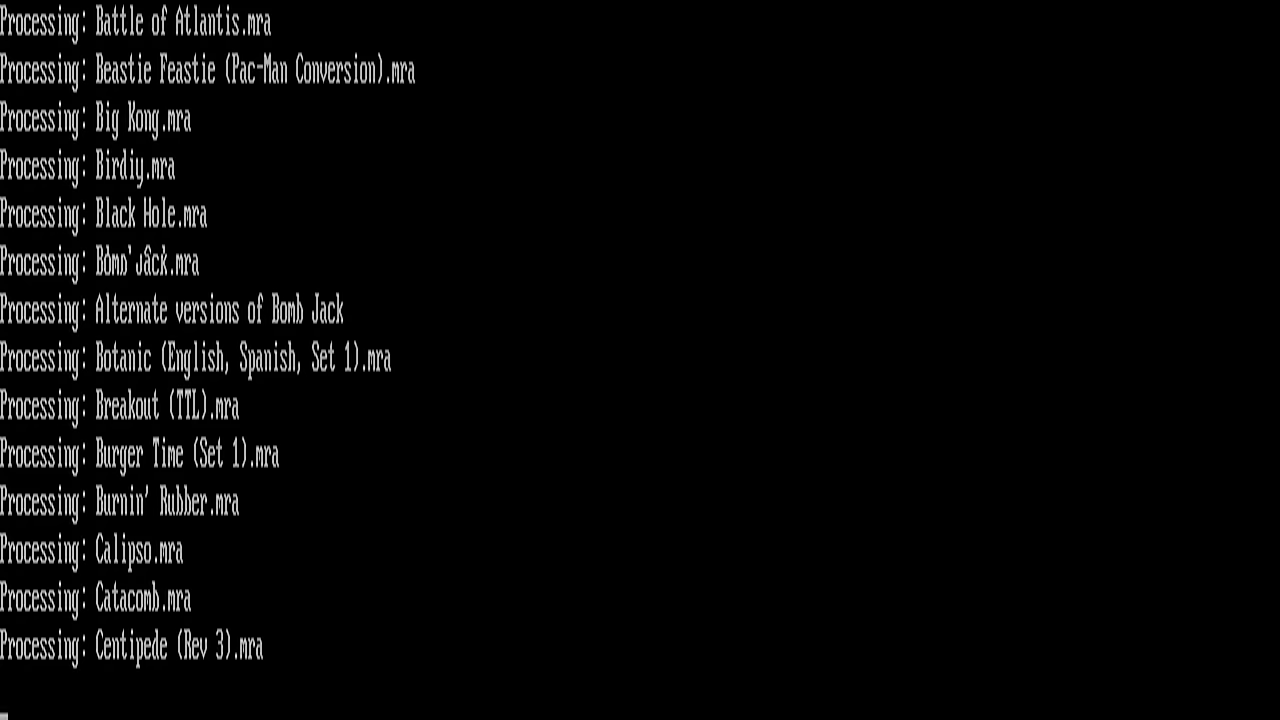 Processing: Battle of Atlantis.mra
Processing: Beastie Feastie (Pac-Man Conversion).mra
Processing: Big Kong.mra
Processing: Birdiy.mra
Processing: Black Hole.mra
Processing:
Processing: Alternate versions of Bomb Jack
Processing: Botanic (English, Spanish, Set 1).mra
Processing: Breakout (TTL).mra
Processing: Burger Time (Set 1).mra
Processing: Burnin' Rubber.mra
Processing: Calipso.mra
Processing: Catacomb.mra
Processing: Centipede (Rev 3).mra